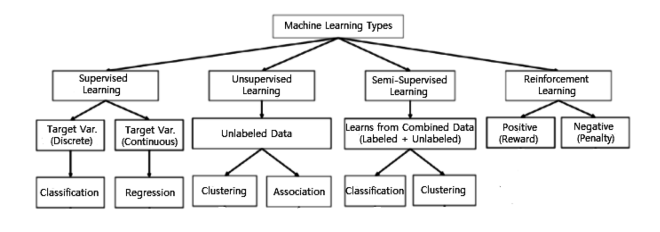 Machine Learning Types
Supervised
Learning
Unsupervised
Learning
Semi-Supervised
Learning
Reinforcement
Learning
Target Var.
(Discrete)
Target Var.
(Continuous)
Unlabeled Data
Learns from Combined Data
(Labeled + Unlabeled)
Positive
(Reward)
Negative
(Penalty)
Classification
Regression
Clustering
Association
Classification
Clustering